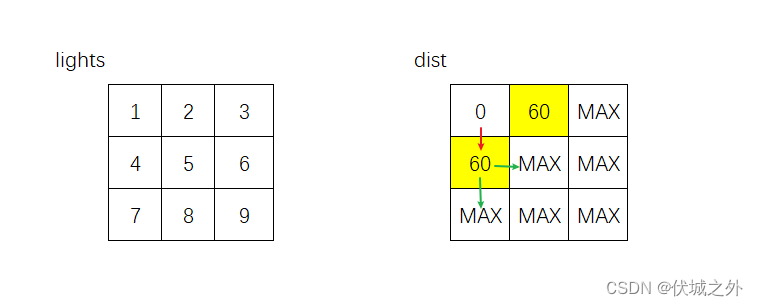 lights dist
1 2 3 0 60 MAX
4 5 6 60 MAX MAX
7 8 9 MAX MAX MAX
CSDN @伏城之外